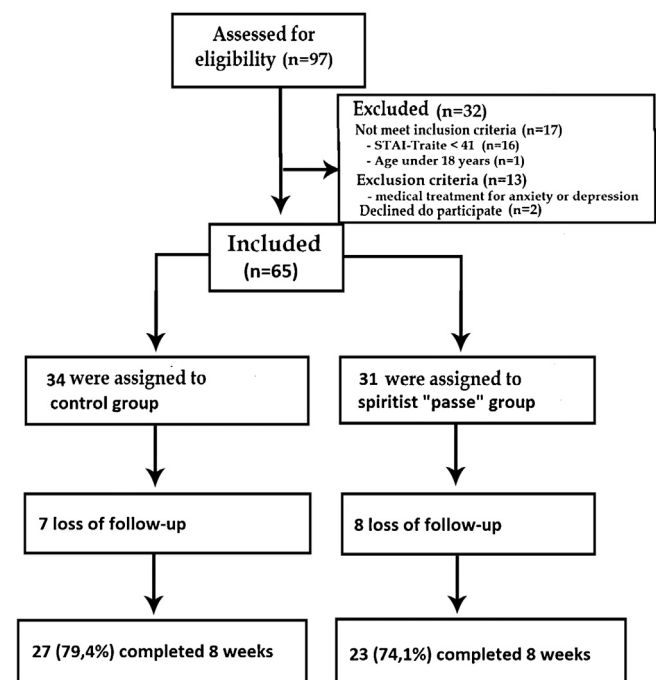 Assessed for
eligibility (n=97)
Excluded (n=32)
Not meet inclusion criteria (n=17)
- STAI-Traite < 41 (n=16)
- Age under 18 years (n=1)
Exclusion criteria (n=13)
- medical treatment for anxiety or depression
Declined do participate (n=2)
Included
(n=65)
34 were assigned to
control group
31 were assigned to
spiritist "passe" group
7 loss of follow-up
8 loss of follow-up
27 (79,4%) completed 8 weeks
23 (74,1%) completed 8 weeks